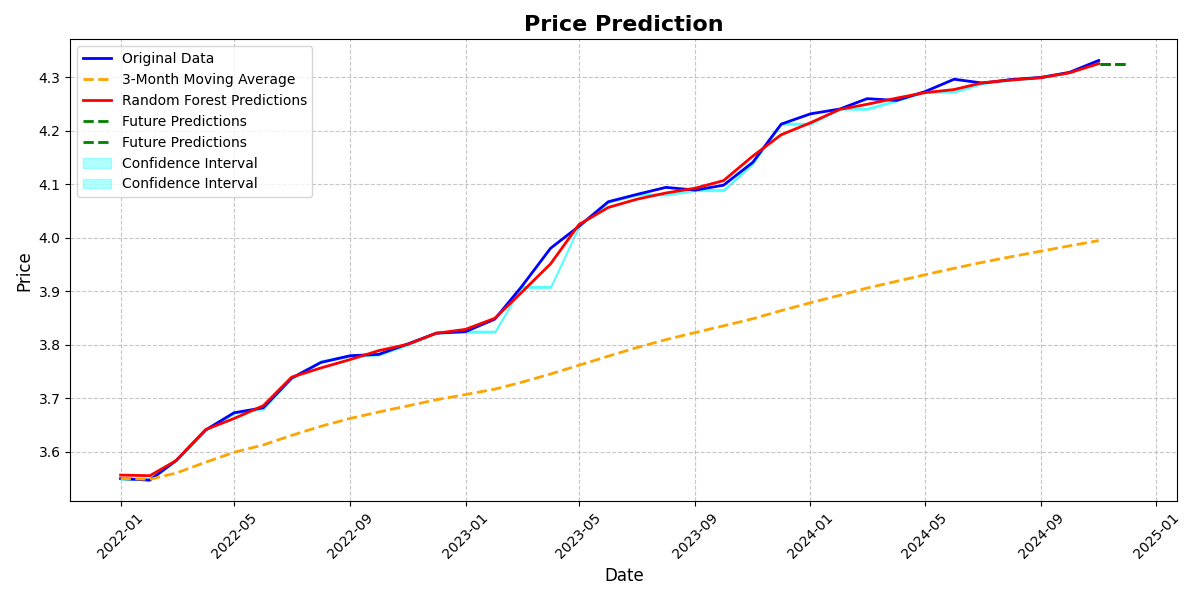 Price Prediction
Original Data
3-Month Moving Average
Random Forest Predictions
Future Predictions
Future Predictions
Confidence Interval
Confidence Interval
4.3
4.2
4.1
4.0
3.9
3.8
3.7
3.6
Price
2022-01
2022-05
2022-09
2023-01
2023-05
2023-09
2024-01
2024-05
2024-09
2025-01
Date